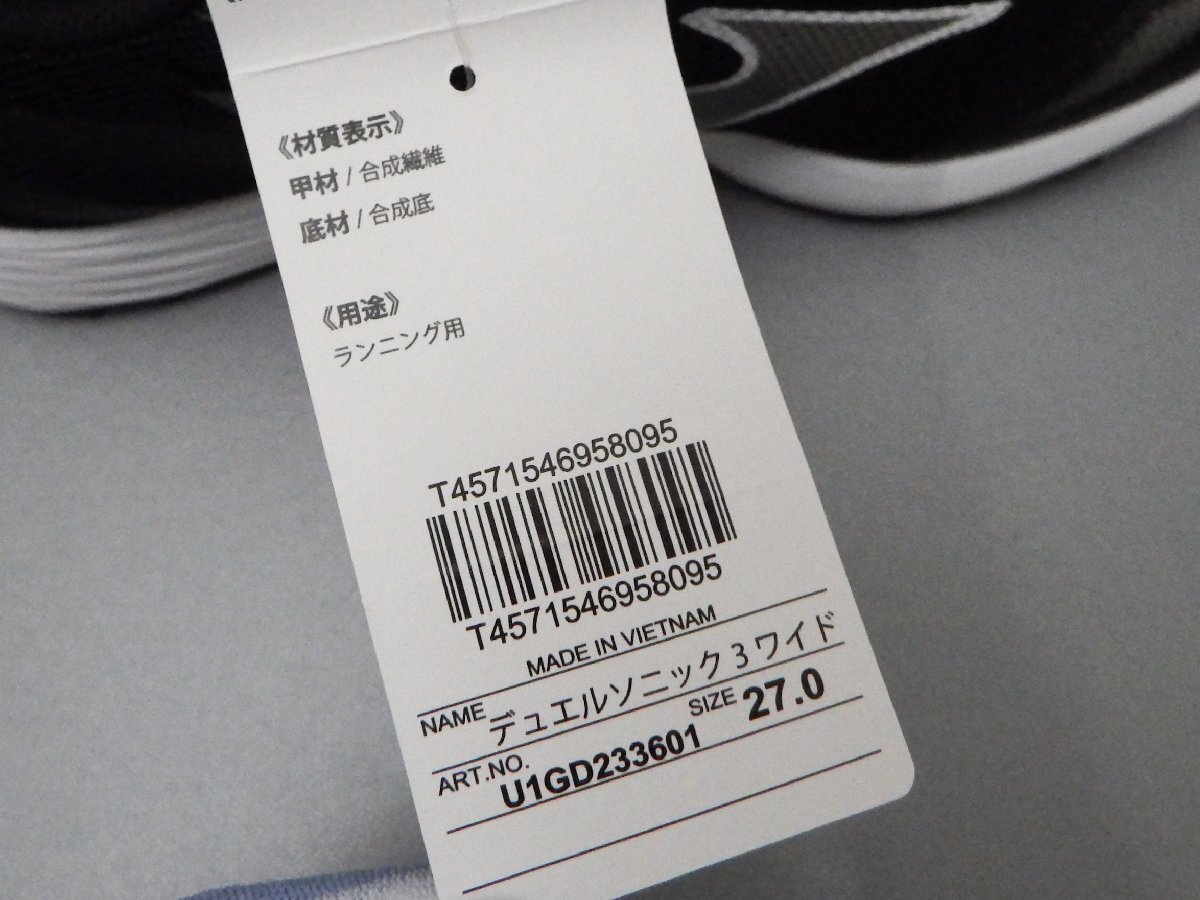 《材質表示》
甲材 / 合成繊維
底材 / 合成底
《用途》
ランニング用
T4571546958095
T4571546958095
MADE IN VIETNAM
NAME デュエルソニック3ワイド
ART.NO. SIZE 27.0
U1GD233601